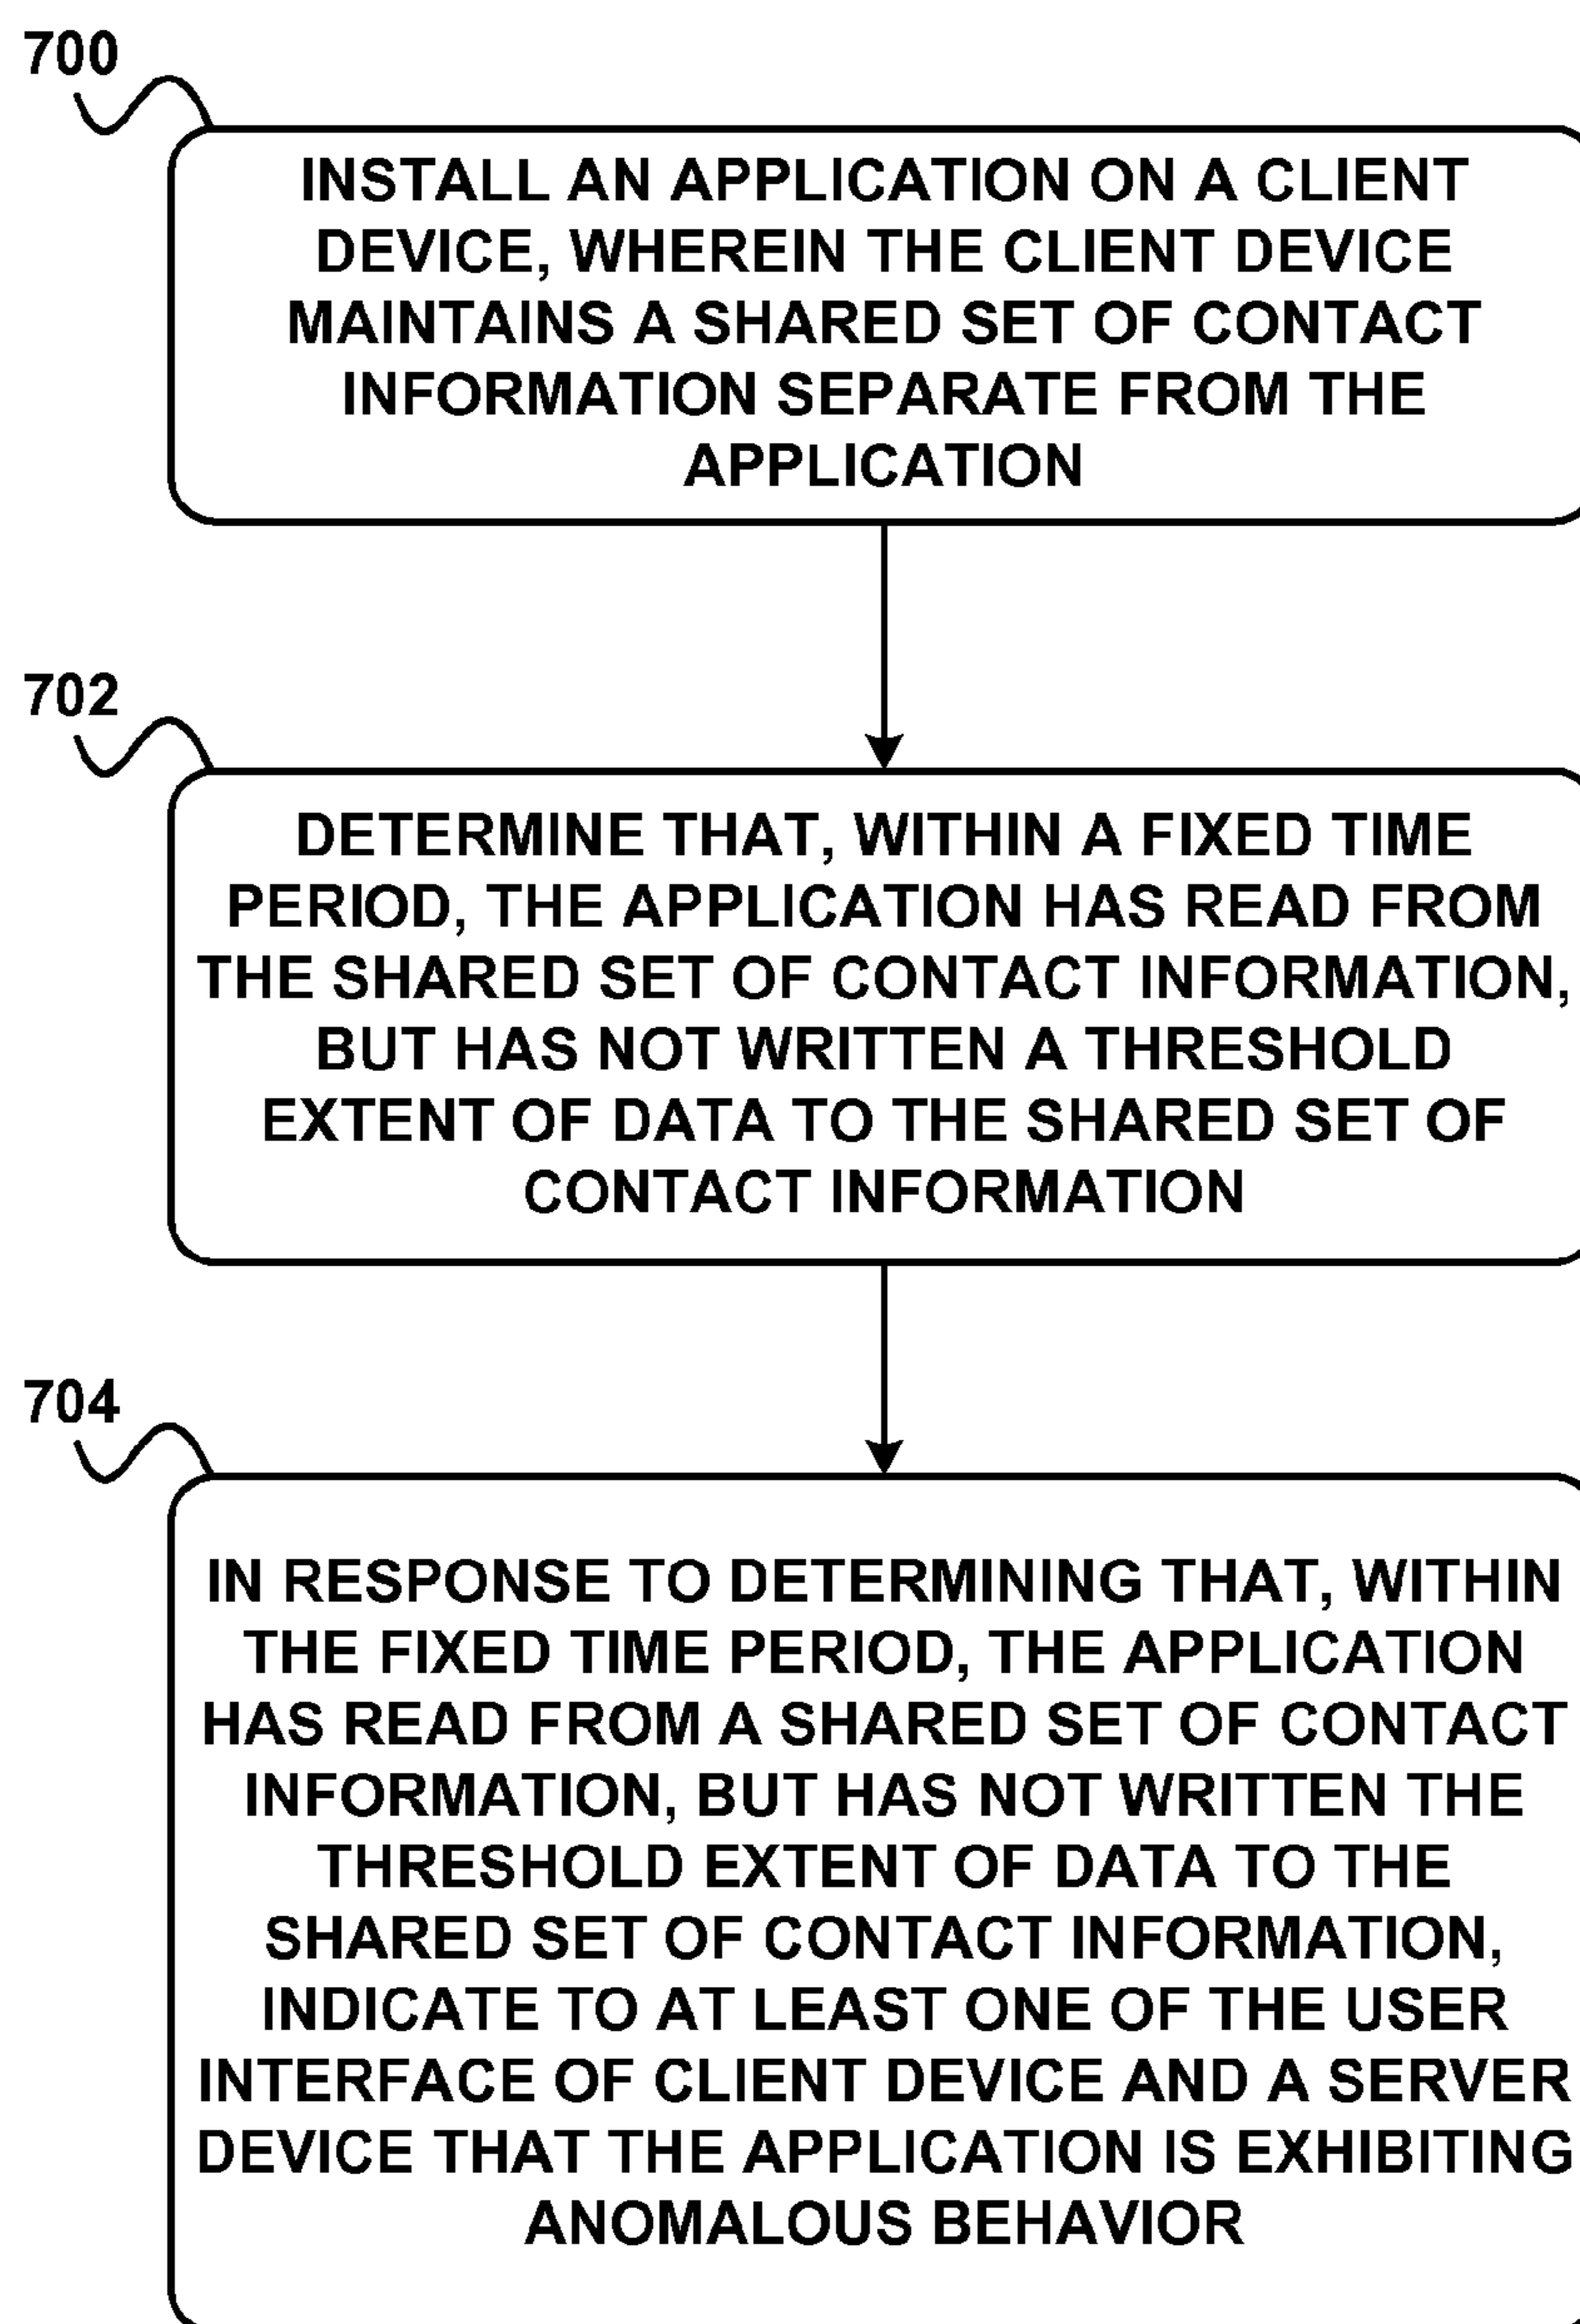 700
INSTALL AN APPLICATION ON A CLIENT
DEVICE, WHEREIN THE CLIENT DEVICE
MAINTAINS A SHARED SET OF CONTACT
INFORMATION SEPARATE FROM THE
APPLICATION
702
DETERMINE THAT, WITHIN A FIXED TIME
PERIOD, THE APPLICATION HAS READ FROM
THE SHARED SET OF CONTACT INFORMATION,
BUT HAS NOT WRITTEN A THRESHOLD
EXTENT OF DATA TO THE SHARED SET OF
CONTACT INFORMATION
704
IN RESPONSE TO DETERMINING THAT, WITHIN
THE FIXED TIME PERIOD, THE APPLICATION
HAS READ FROM A SHARED SET OF CONTACT
INFORMATION, BUT HAS NOT WRITTEN THE
THRESHOLD EXTENT OF DATA TO THE
SHARED SET OF CONTACT INFORMATION,
INDICATE TO AT LEAST ONE OF THE USER
INTERFACE OF CLIENT DEVICE AND A SERVER
DEVICE THAT THE APPLICATION IS EXHIBITING
ANOMALOUS BEHAVIOR